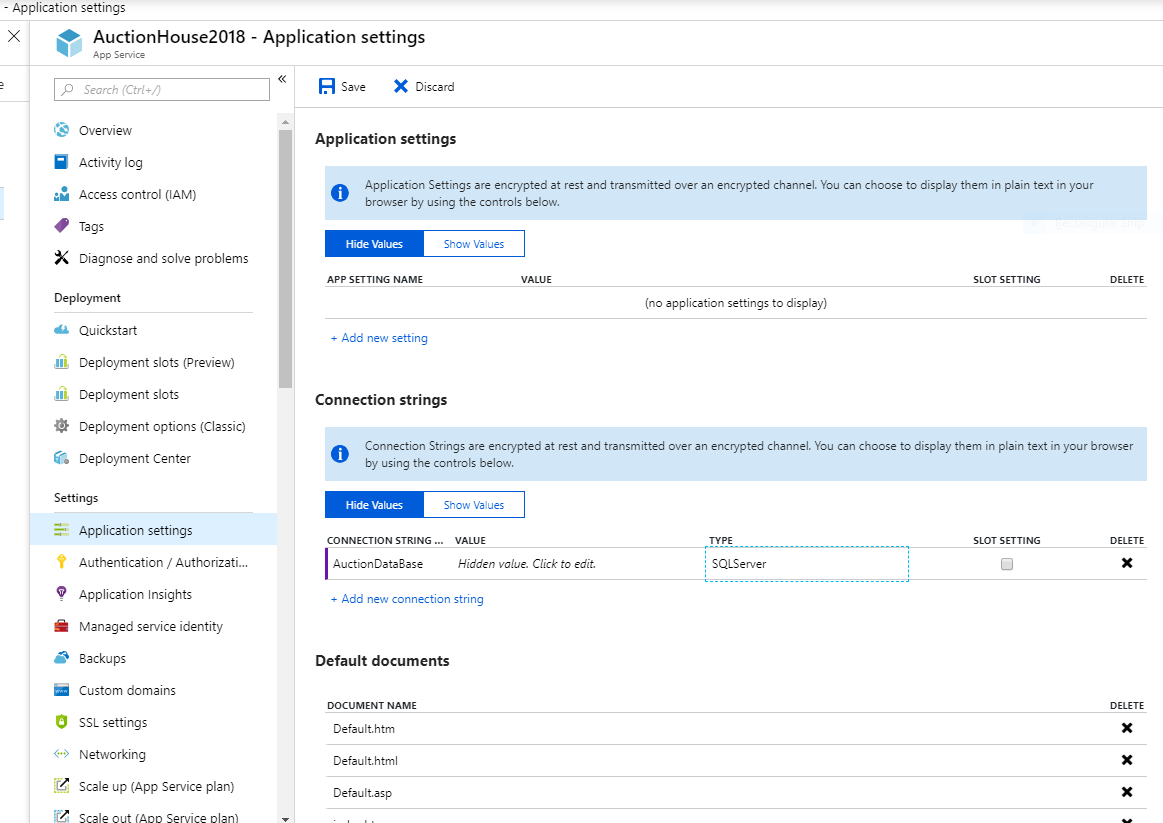 - Application settings
AuctionHouse2018 - Application settings
App Service
e
Search (Ctrl+/)
«
Overview
Activity log
Access control (IAM)
Tags
Diagnose and solve problems
Deployment
Quickstart
Deployment slots (Preview)
Deployment slots
Deployment options (Classic)
Deployment Center
Settings
Application settings
Authentication / Authorizati...
Application Insights
Managed service identity
Backups
Custom domains
SSL settings
Networking
Scale up (App Service plan)
Scale out (App Service plan)
Save Discard
Application settings
Application Settings are encrypted at rest and transmitted over an encrypted channel. You can choose to display them in plain text in your
browser by using the controls below.
Hide Values Show Values
APP SETTING NAME VALUE SLOT SETTING DELETE
(no application settings to display)
+ Add new setting
Connection strings
Connection Strings are encrypted at rest and transmitted over an encrypted channel. You can choose to display them in plain text in your browser
by using the controls below.
Hide Values Show Values
CONNECTION STRING ... VALUE TYPE SLOT SETTING DELETE
AuctionDataBase Hidden value. Click to edit. SQLServer
+ Add new connection string
Default documents
DOCUMENT NAME DELETE
Default.htm
Default.html
Default.asp